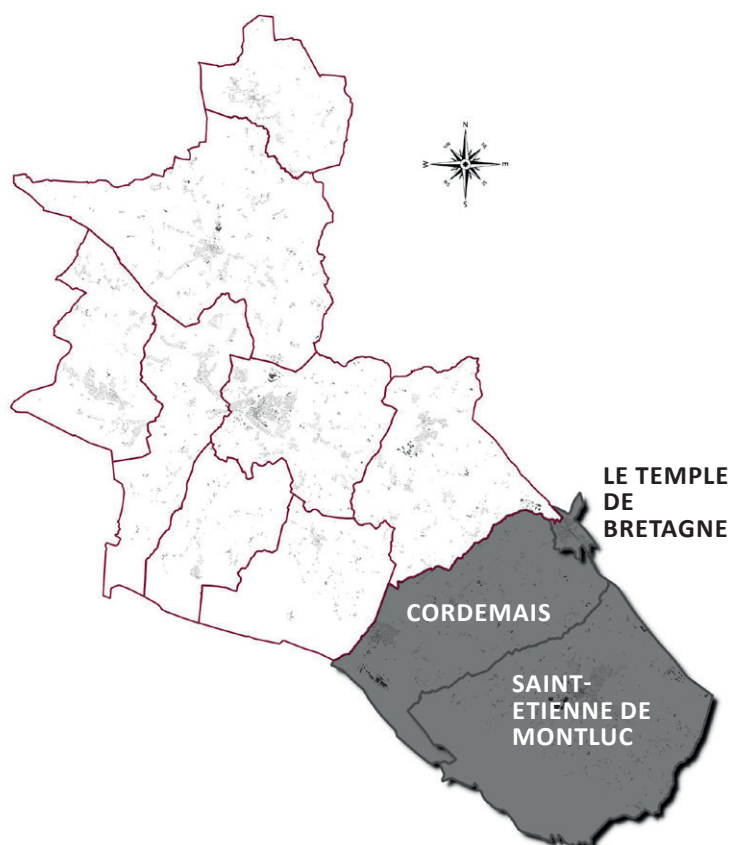 N
W
E
S
LE TEMPLE
DE
BRETAGNE
CORDEMAIS
SAINT-
ETIENNE DE
MONTLUC